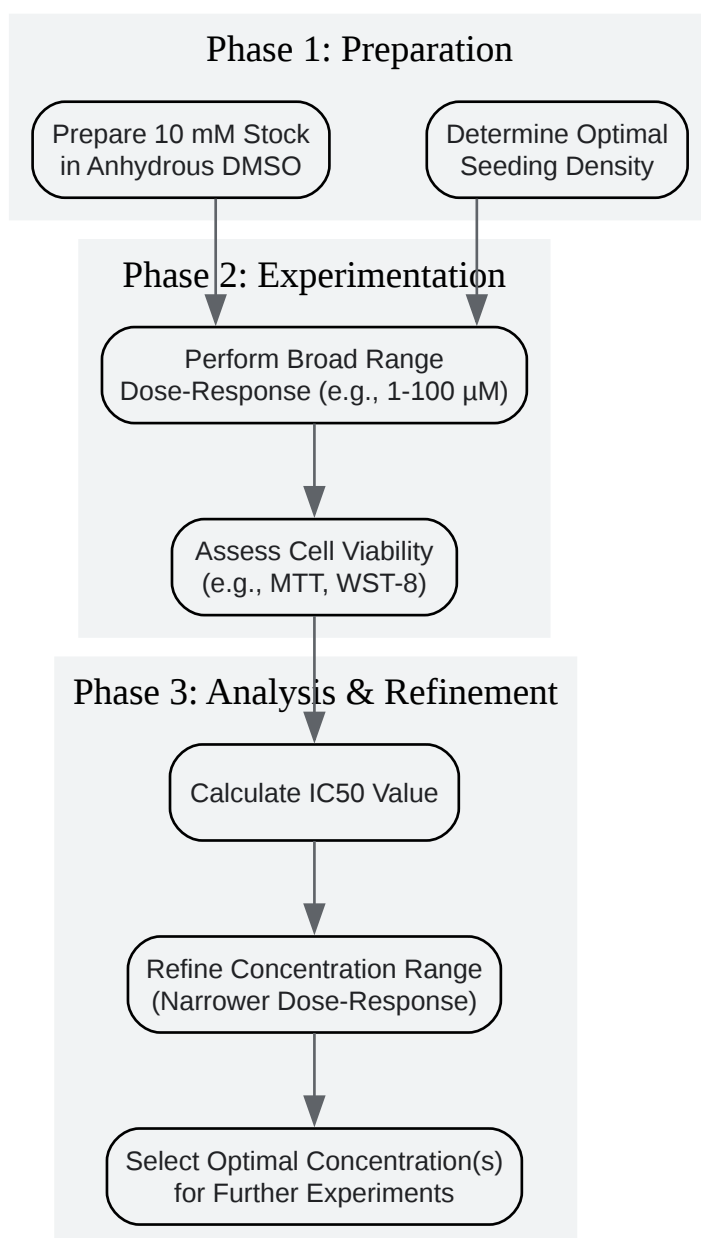 Phase 1: Preparation
Prepare 10 mM Stock
in Anhydrous DMSO
Determine Optimal
Seeding Density
Phase 2: Experimentation
Perform Broad Range
Dose-Response (e.g., 1-100 µM)
Assess Cell Viability
(e.g., MTT, WST-8)
Phase 3: Analysis & Refinement
Calculate IC50 Value
Refine Concentration Range
(Narrower Dose-Response)
Select Optimal Concentration(s)
for Further Experiments